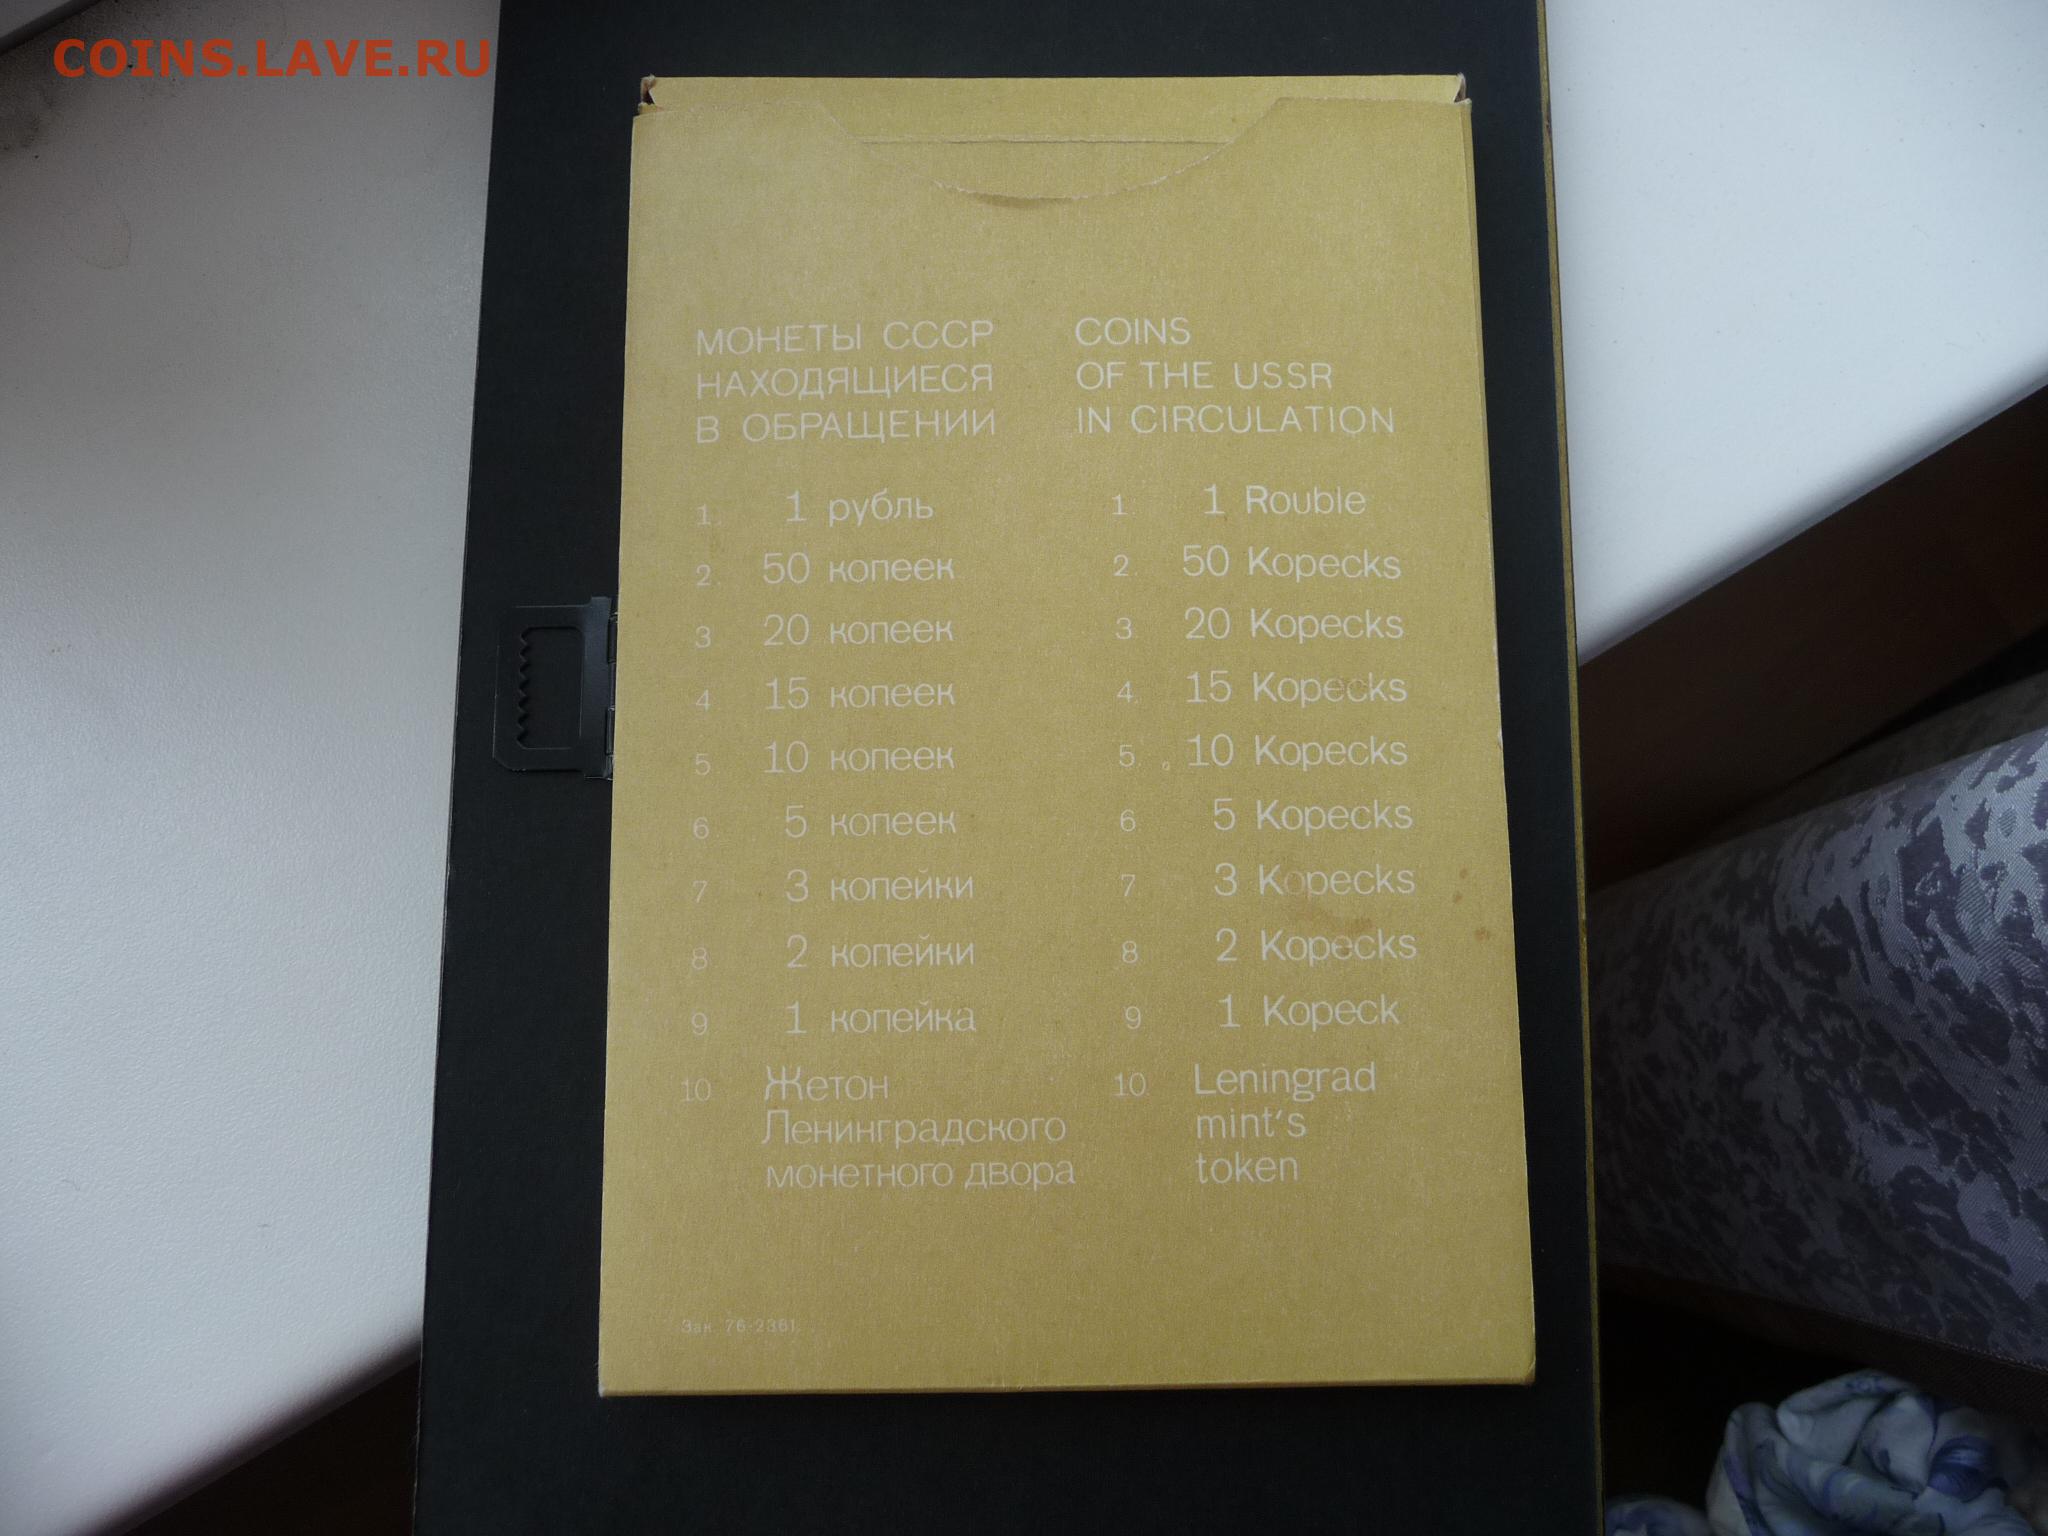 COINS.LAVE.RU
МОНЕТЫ СССР
НАХОДЯЩИЕСЯ
В ОБРАЩЕНИИ
1. 1 рубль
2. 50 копеек
3 20 копеек
4 15 копеек
5 10 копеек
6 5 копеек
7 3 копейки
8 2 копейки
9 1 копейка
10 Жетон
Ленинградского
монетного двора
COINS
OF THE USSR
IN CIRCULATION
1. 1 Rouble
2. 50 Kopecks
3. 20 Kopecks
4. 15 Kopecks
5. 10 Kopecks
6. 5 Kopecks
7 3 Kopecks
8 2 Kopecks
9 1 Kopeck
10. Leningrad
mint's
token
Зак. 76-2361.